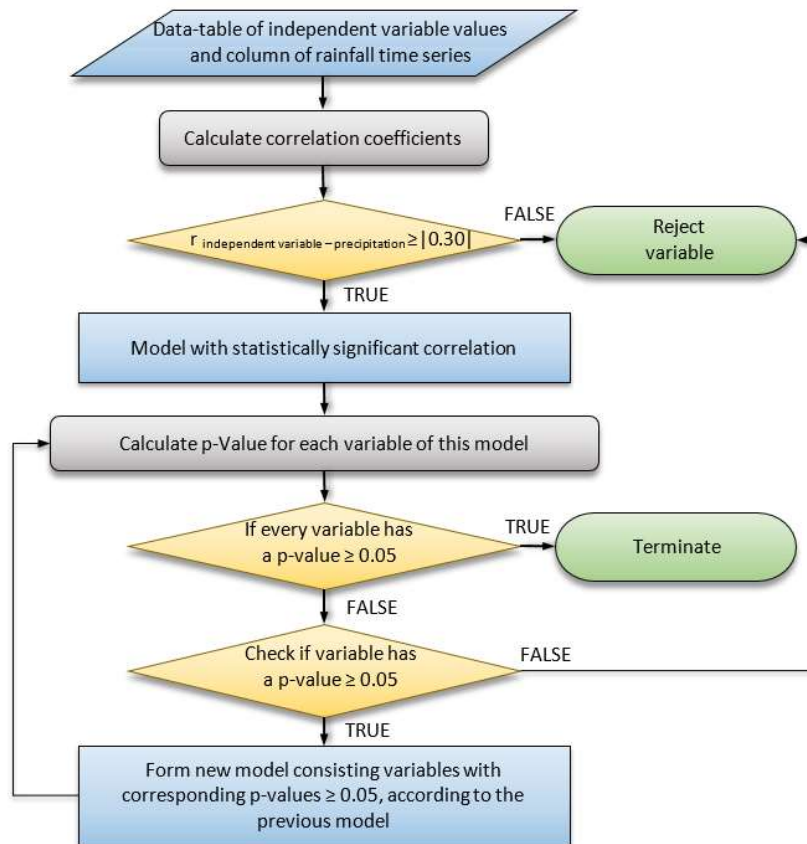 Data-table of independent variable values
and column of rainfall time series
Calculate correlation coefficients
r independent variable – precipitation ≥ |0.30|
FALSE
Reject
variable
TRUE
Model with statistically significant correlation
Calculate p-Value for each variable of this model
If every variable has
a p-value ≥ 0.05
TRUE
Terminate
FALSE
Check if variable has
a p-value ≥ 0.05
FALSE
TRUE
Form new model consisting variables with
corresponding p-values ≥ 0.05, according to the
previous model